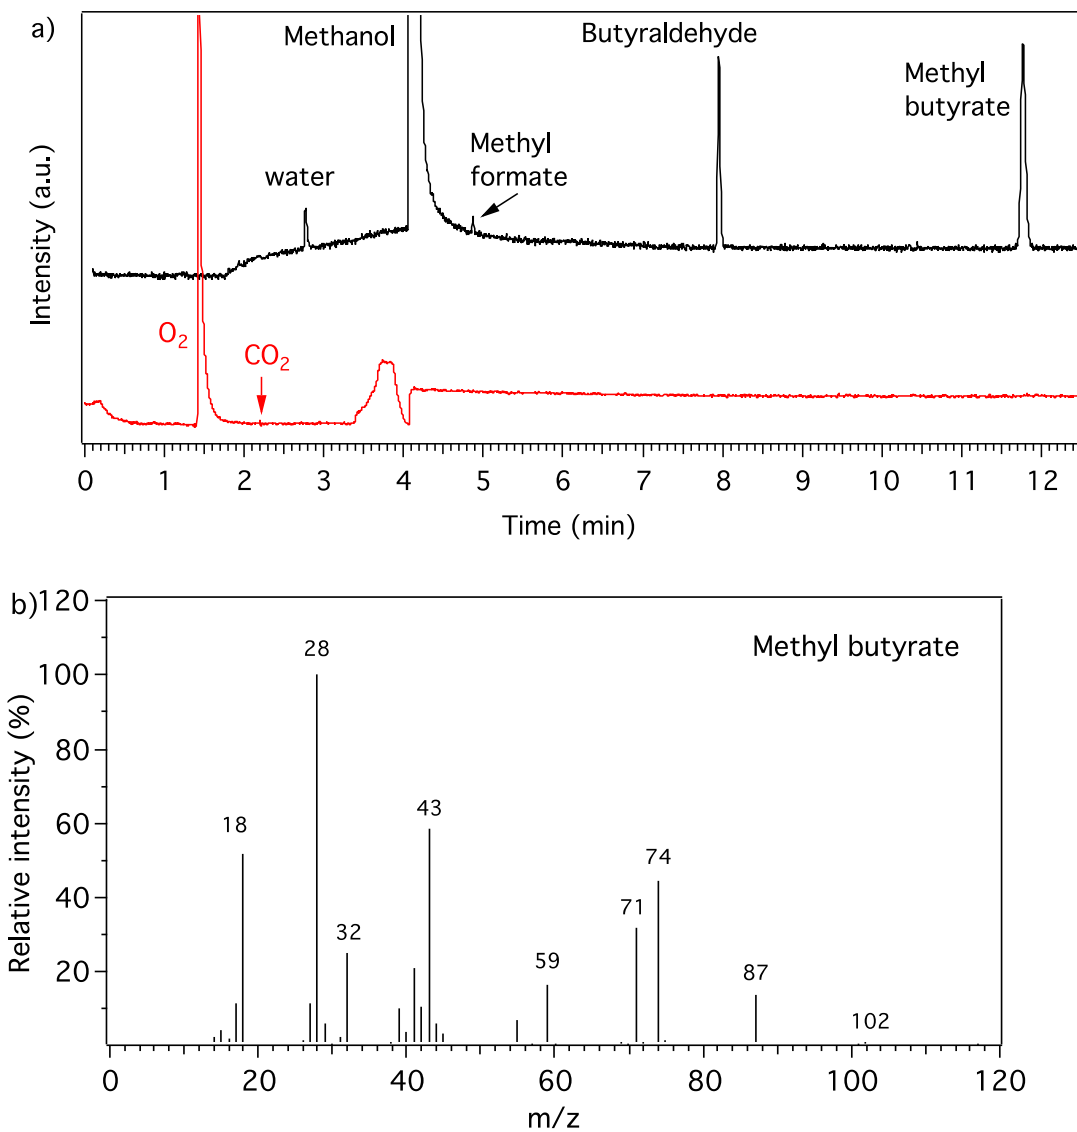 a)
Methanol
Butyraldehyde
Methyl
butyrate
Methyl
formate
water
O2
CO2
Intensity (a.u.)
0 1 2 3 4 5 6 7 8 9 10 11 12
Time (min)
b)
120
100
80
60
40
20
Relative intensity (%)
Methyl butyrate
28
18
43
32
74
71
59
87
102
0 20 40 60 80 100 120
m/z